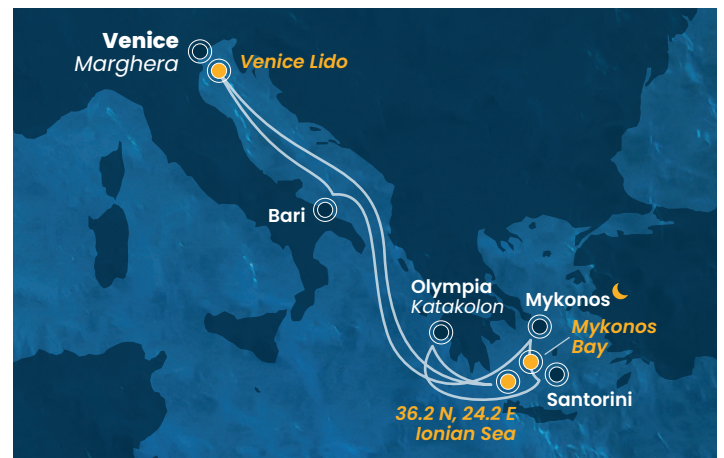 Venice
Marghera
Venice Lido
Bari
Olympia
Katakolon
Mykonos
Mykonos
Bay
Santorini
36.2 N, 24.2 E
Ionian Sea